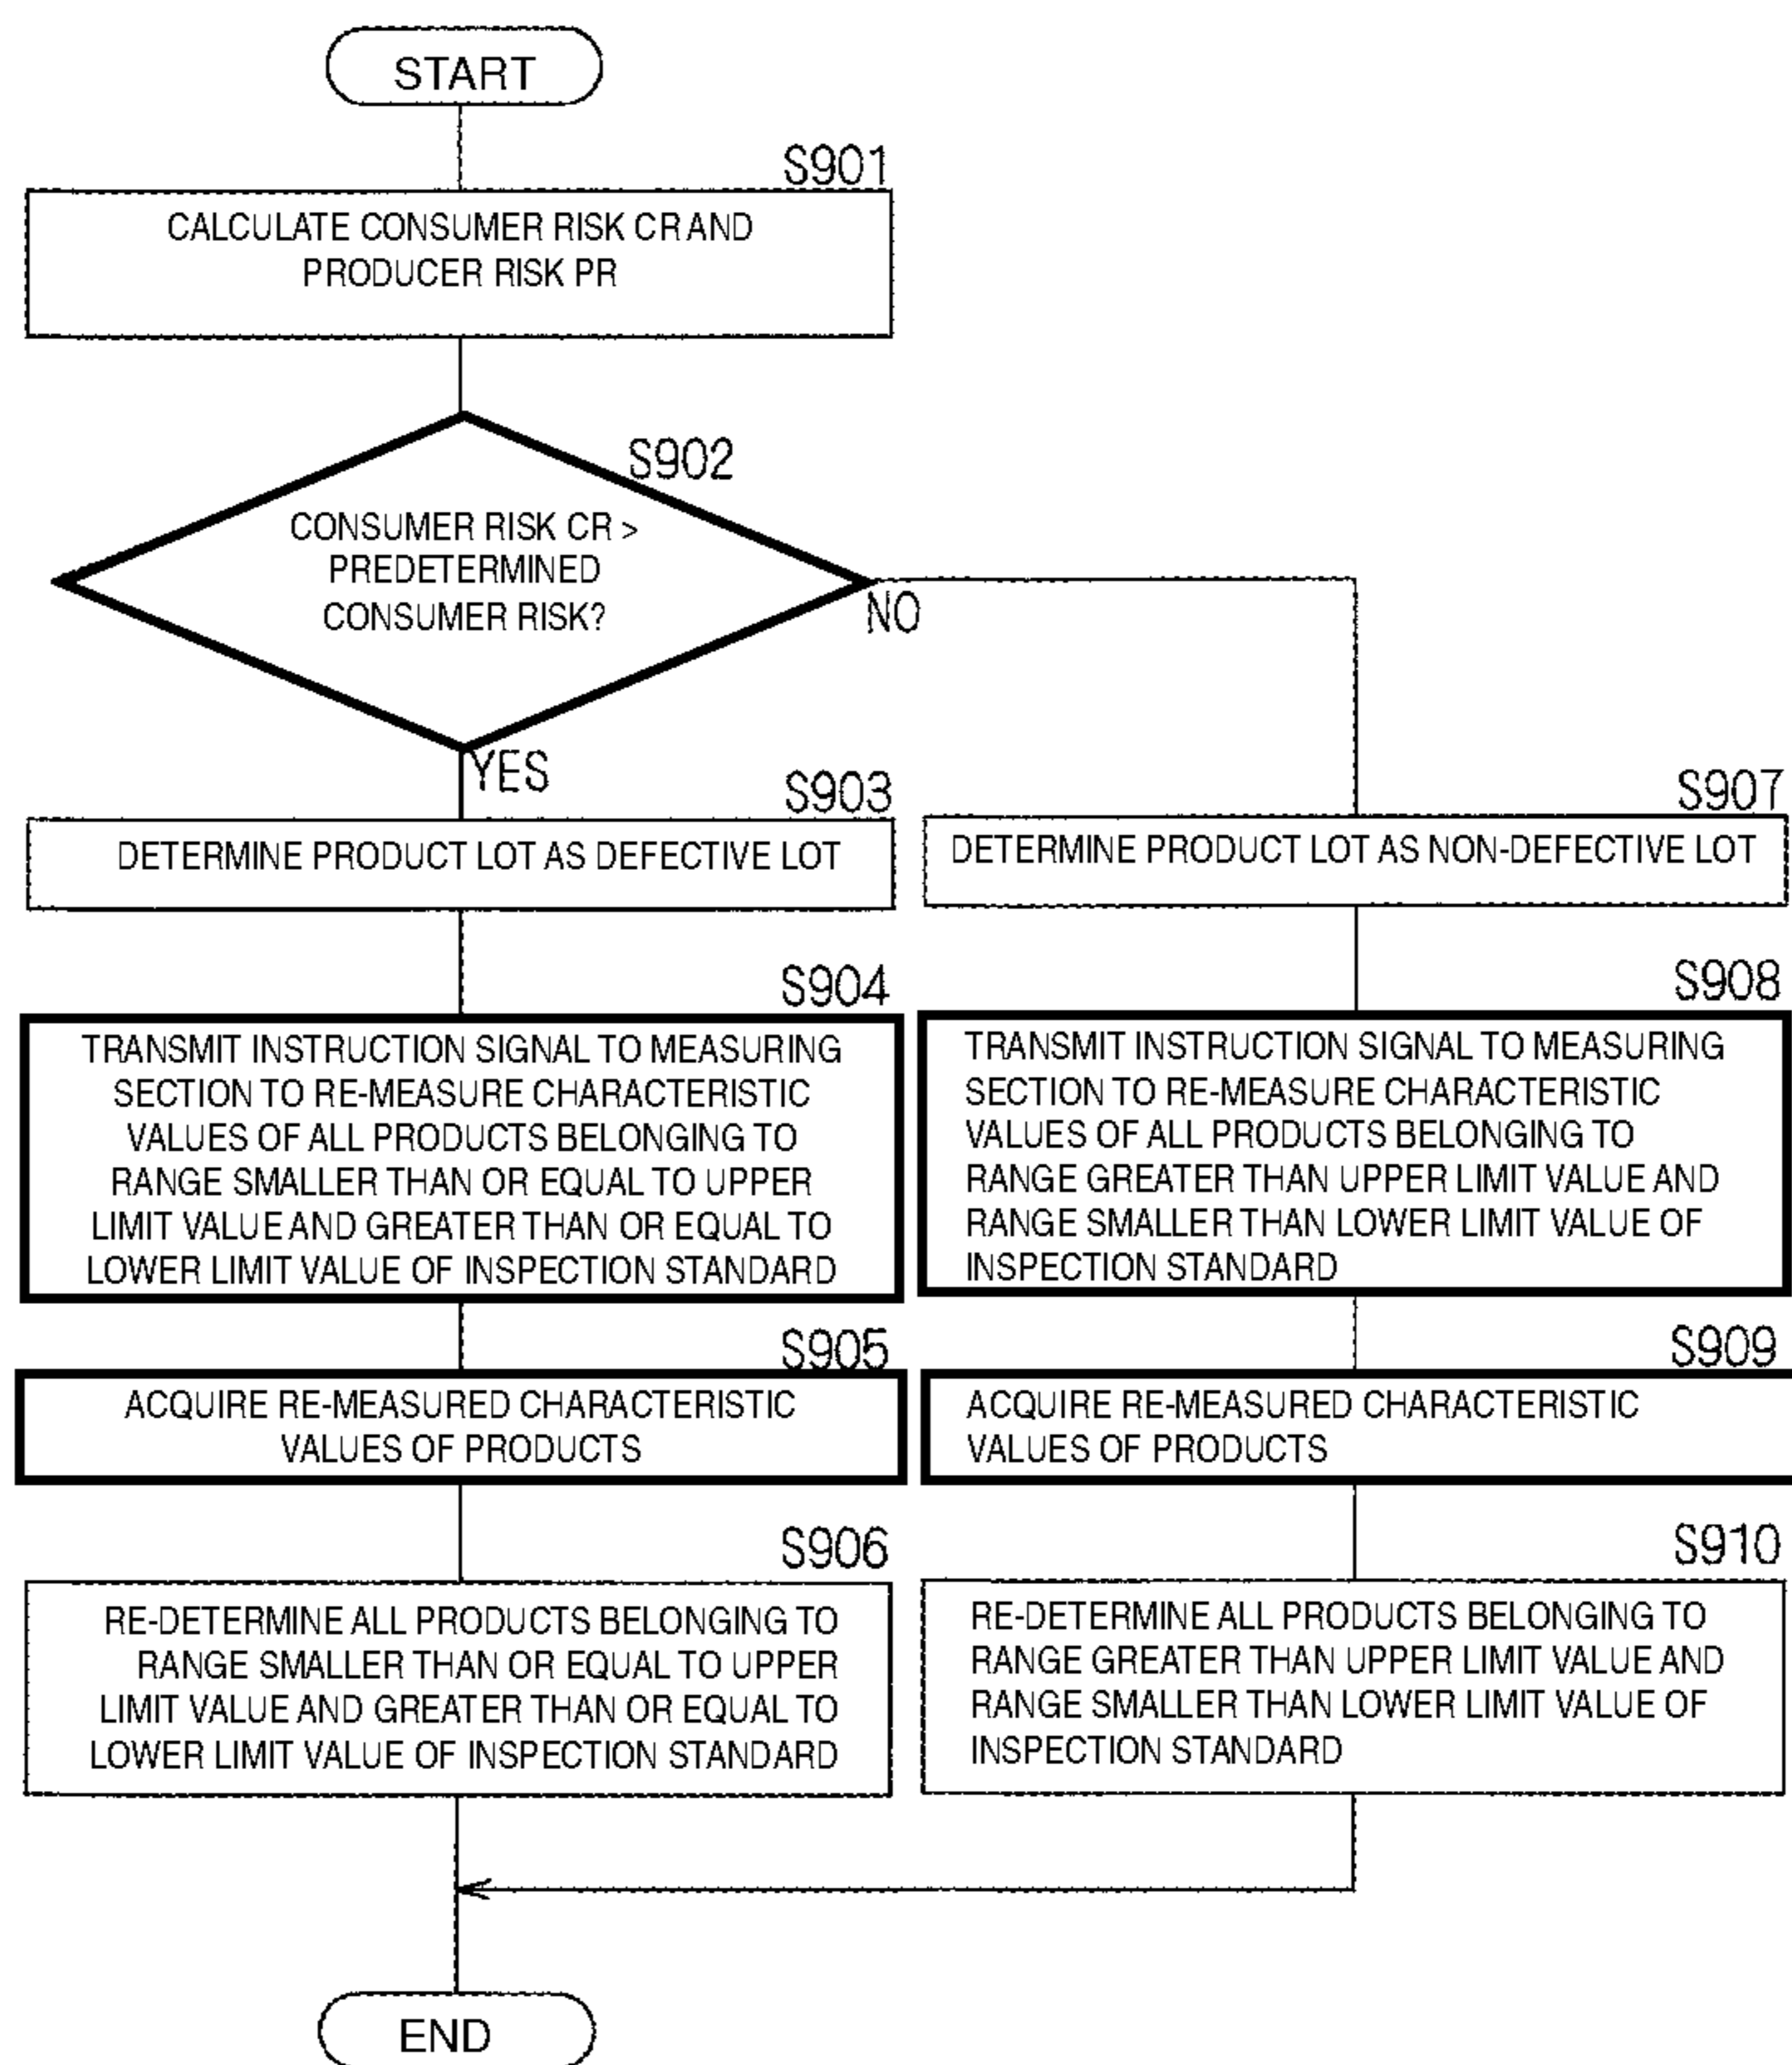 START
S901
CALCULATE CONSUMER RISK CR AND
PRODUCER RISK PR
S902
CONSUMER RISK CR >
PREDETERMINED
CONSUMER RISK?
NO
YES
S903
DETERMINE PRODUCT LOT AS DEFECTIVE LOT
S904
TRANSMIT INSTRUCTION SIGNAL TO MEASURING
SECTION TO RE-MEASURE CHARACTERISTIC
VALUES OF ALL PRODUCTS BELONGING TO
RANGE SMALLER THAN OR EQUAL TO UPPER
LIMIT VALUE AND GREATER THAN OR EQUAL TO
LOWER LIMIT VALUE OF INSPECTION STANDARD
S905
ACQUIRE RE-MEASURED CHARACTERISTIC
VALUES OF PRODUCTS
S906
RE-DETERMINE ALL PRODUCTS BELONGING TO
RANGE SMALLER THAN OR EQUAL TO UPPER
LIMIT VALUE AND GREATER THAN OR EQUAL TO
LOWER LIMIT VALUE OF INSPECTION STANDARD
S907
DETERMINE PRODUCT LOT AS NON-DEFECTIVE LOT
S908
TRANSMIT INSTRUCTION SIGNAL TO MEASURING
SECTION TO RE-MEASURE CHARACTERISTIC
VALUES OF ALL PRODUCTS BELONGING TO
RANGE GREATER THAN UPPER LIMIT VALUE AND
RANGE SMALLER THAN LOWER LIMIT VALUE OF
INSPECTION STANDARD
S909
ACQUIRE RE-MEASURED CHARACTERISTIC
VALUES OF PRODUCTS
S910
RE-DETERMINE ALL PRODUCTS BELONGING TO
RANGE GREATER THAN UPPER LIMIT VALUE AND
RANGE SMALLER THAN LOWER LIMIT VALUE OF
INSPECTION STANDARD
END